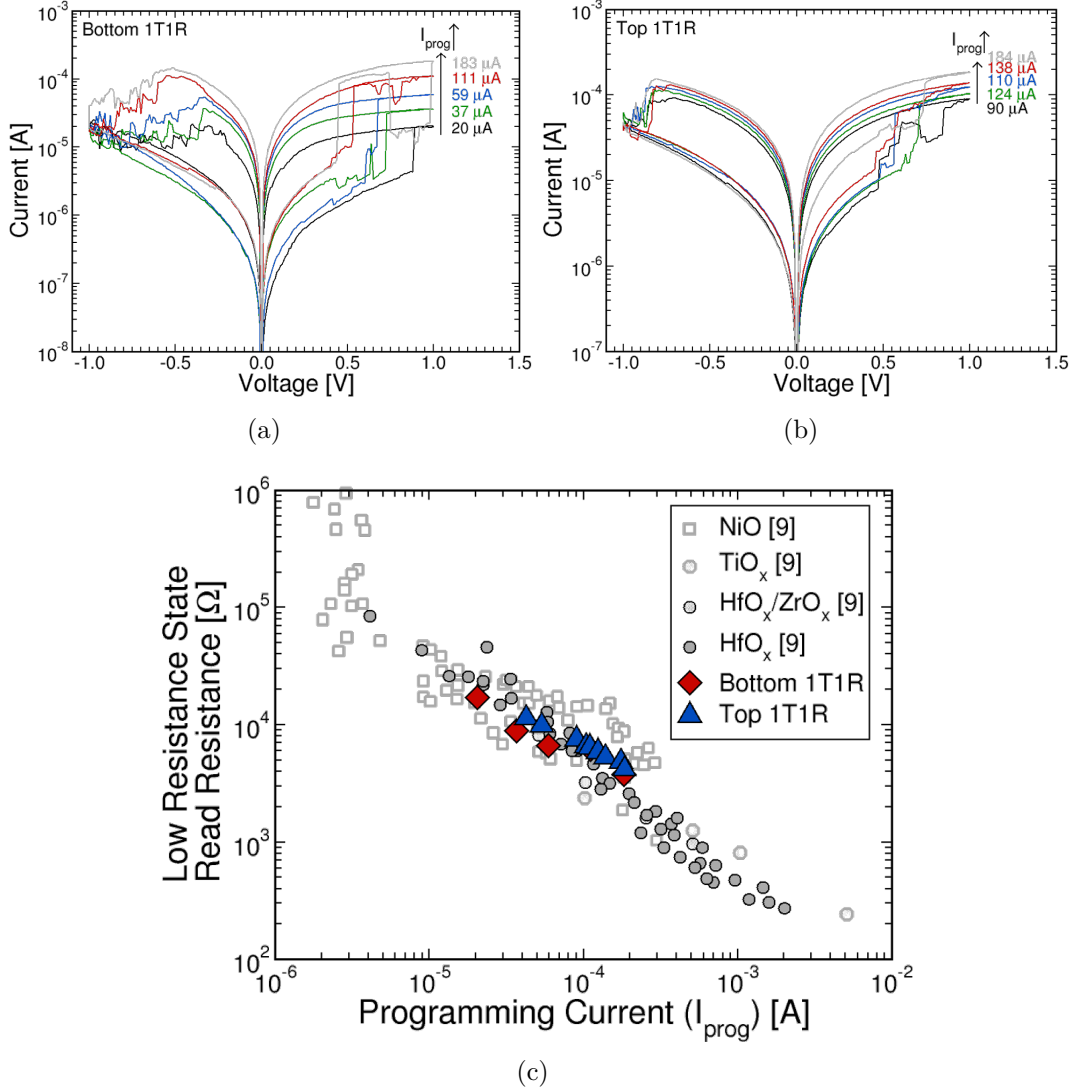 Bottom 1T1R
I_prog
183 µA
111 µA
59 µA
37 µA
20 µA
10^-3
10^-4
10^-5
10^-6
10^-7
10^-8
Current [A]
-1.0 -0.5 0.0 0.5 1.0 1.5
Voltage [V]
(a)
Top 1T1R
I_prog
184 µA
138 µA
110 µA
124 µA
90 µA
10^-3
10^-4
10^-5
10^-6
10^-7
Current [A]
-1.0 -0.5 0.0 0.5 1.0 1.5
Voltage [V]
(b)
10^6
10^5
10^4
10^3
10^2
Low Resistance State
Read Resistance [Ω]
NiO [9]
TiO_x [9]
HfO_x/ZrO_x [9]
HfO_x [9]
Bottom 1T1R
Top 1T1R
10^-6 10^-5 10^-4 10^-3 10^-2
Programming Current (I_prog) [A]
(c)